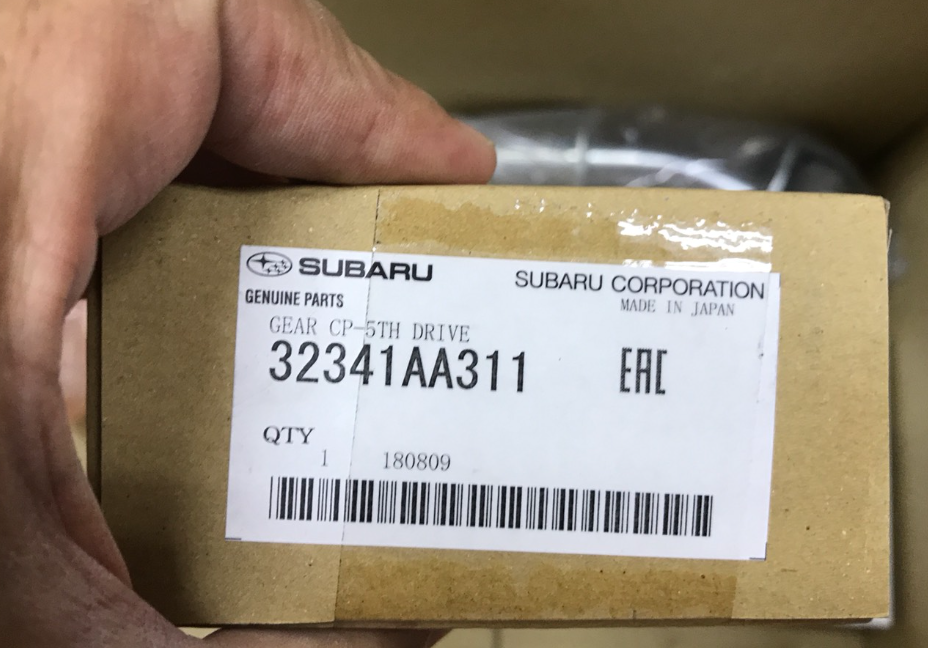 SUBARU
SUBARU CORPORATION
GENUINE PARTS
MADE IN JAPAN
GEAR CP-5TH DRIVE
32341AA311
EAC
QTY
1 180809